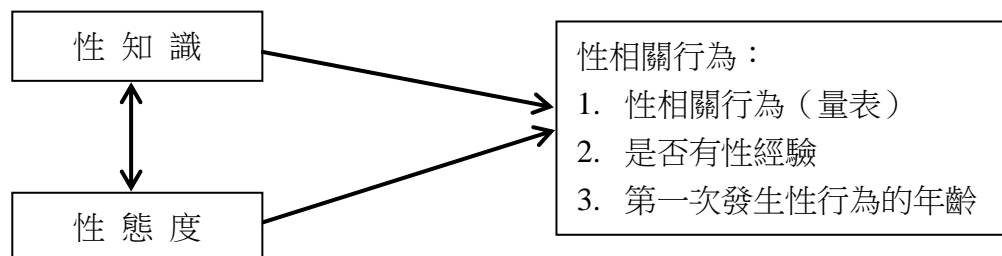 性 知 識
性相關行為：
1. 性相關行為（量表）
2. 是否有性經驗
3. 第一次發生性行為的年齡
性 態 度